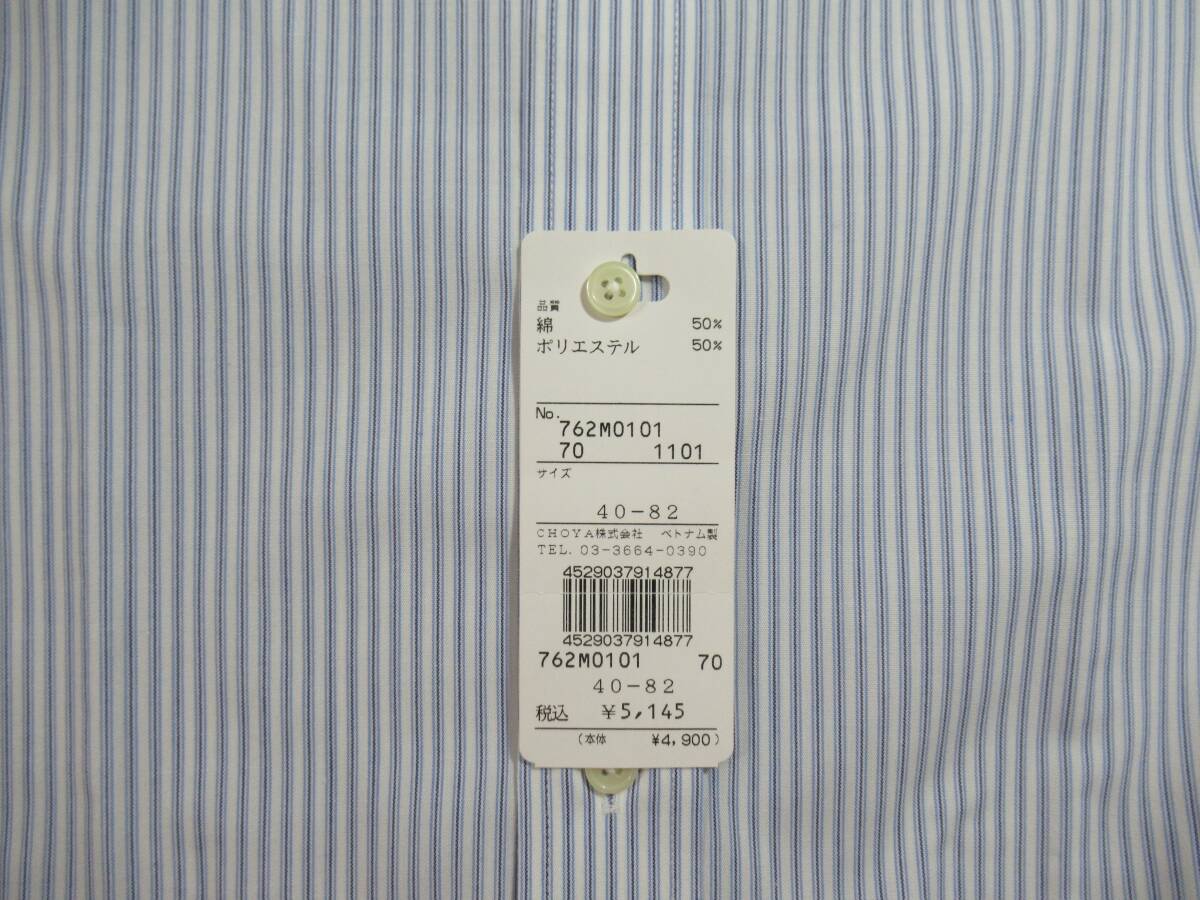 品質
綿 50%
ポリエステル 50%
No.
762M0101
70 1101
サイズ
40-82
CHOYA株式会社 ベトナム製
TEL. 03-3664-0390
4529037914877
4529037914877
762M0101 70
40-82
税込 ¥5,145
(本体 ¥4,900)